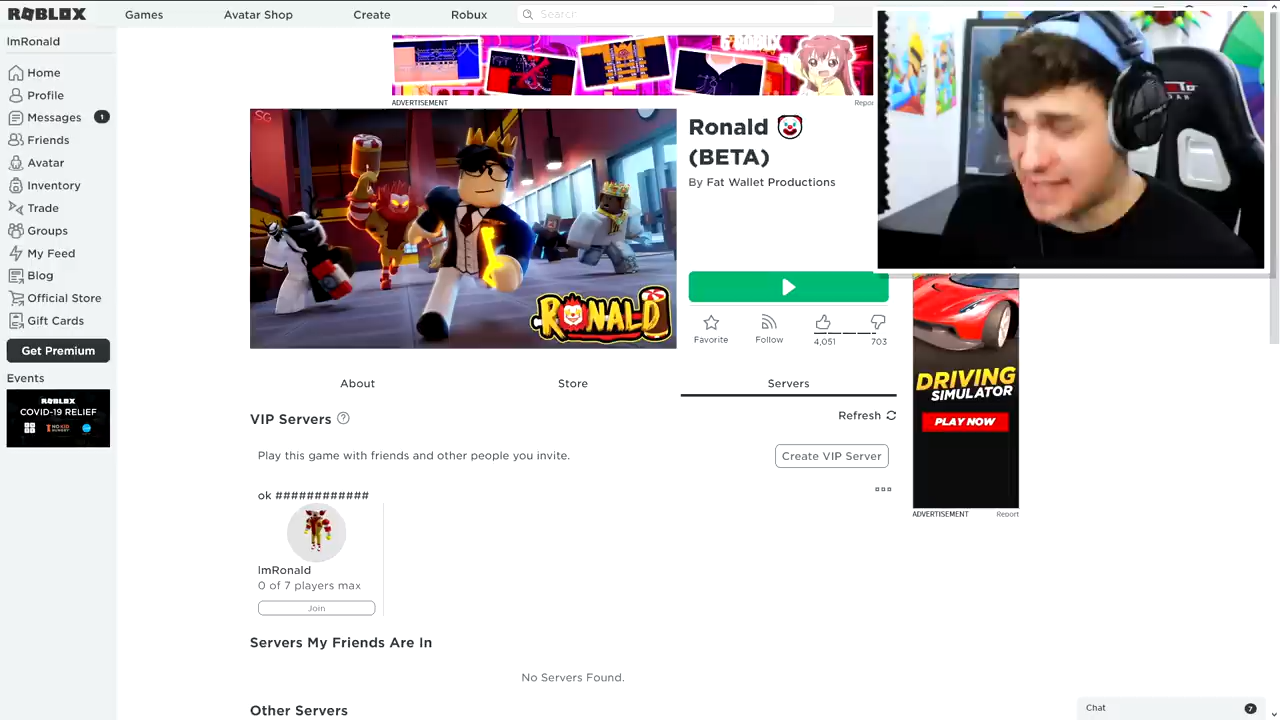 ROBLOX
Games
Avatar Shop
Create
Robux
Search
ImRonald
Home
Profile
Messages
1
Friends
Avatar
Inventory
Trade
Groups
My Feed
Blog
Official Store
Gift Cards
Get Premium
Events
ROBLOX
COVID-19 RELIEF
NO KID
HUNGRY
ADVERTISEMENT
SG
RONALD
Ronald
(BETA)
By Fat Wallet Productions
Favorite
Follow
4,051
703
About
Store
Servers
VIP Servers
Refresh
Play this game with friends and other people you invite.
Create VIP Server
ok ############
ImRonald
0 of 7 players max
Join
Servers My Friends Are In
No Servers Found.
Other Servers
DRIVING
SIMULATOR
PLAY NOW
ADVERTISEMENT
Report
Chat
7